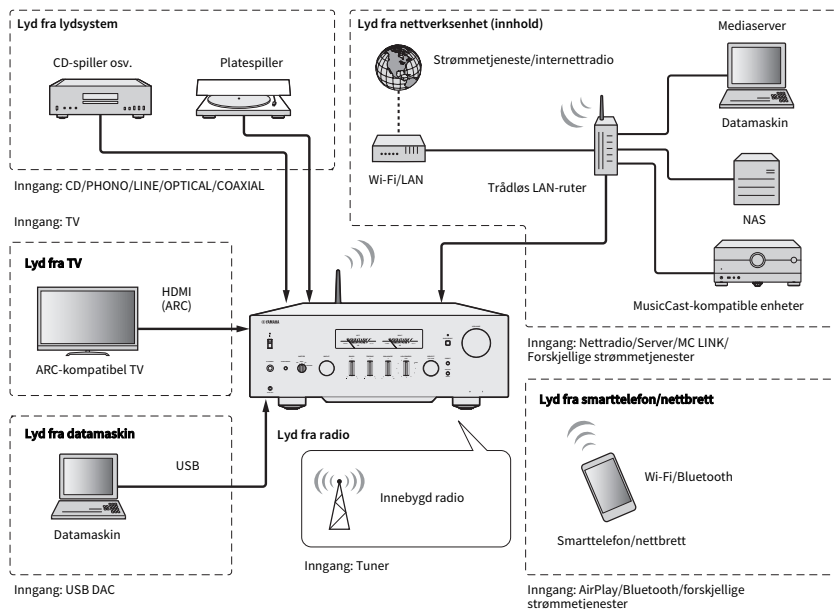 Lyd fra lydsystem
CD-spiller osv.
Platespiller
Inngang: CD/PHONO/LINE/OPTICAL/COAXIAL
Lyd fra nettverksenhet (innhold)
Strømmetjeneste/internettradio
Mediaserver
Datamaskin
Wi-Fi/LAN
Trådløs LAN-ruter
NAS
MusicCast-kompatible enheter
Inngang: Nettradio/Server/MC LINK/
Forskjellige strømmetjenester
Inngang: TV
Lyd fra TV
HDMI
(ARC)
ARC-kompatibel TV
YAMAHA
Lyd fra datamaskin
USB
Datamaskin
Inngang: USB DAC
Lyd fra radio
Innebygd radio
Inngang: Tuner
Lyd fra smarttelefon/nettbrett
Wi-Fi/Bluetooth
Smarttelefon/nettbrett
Inngang: AirPlay/Bluetooth/forskjellige
strømmetjenester